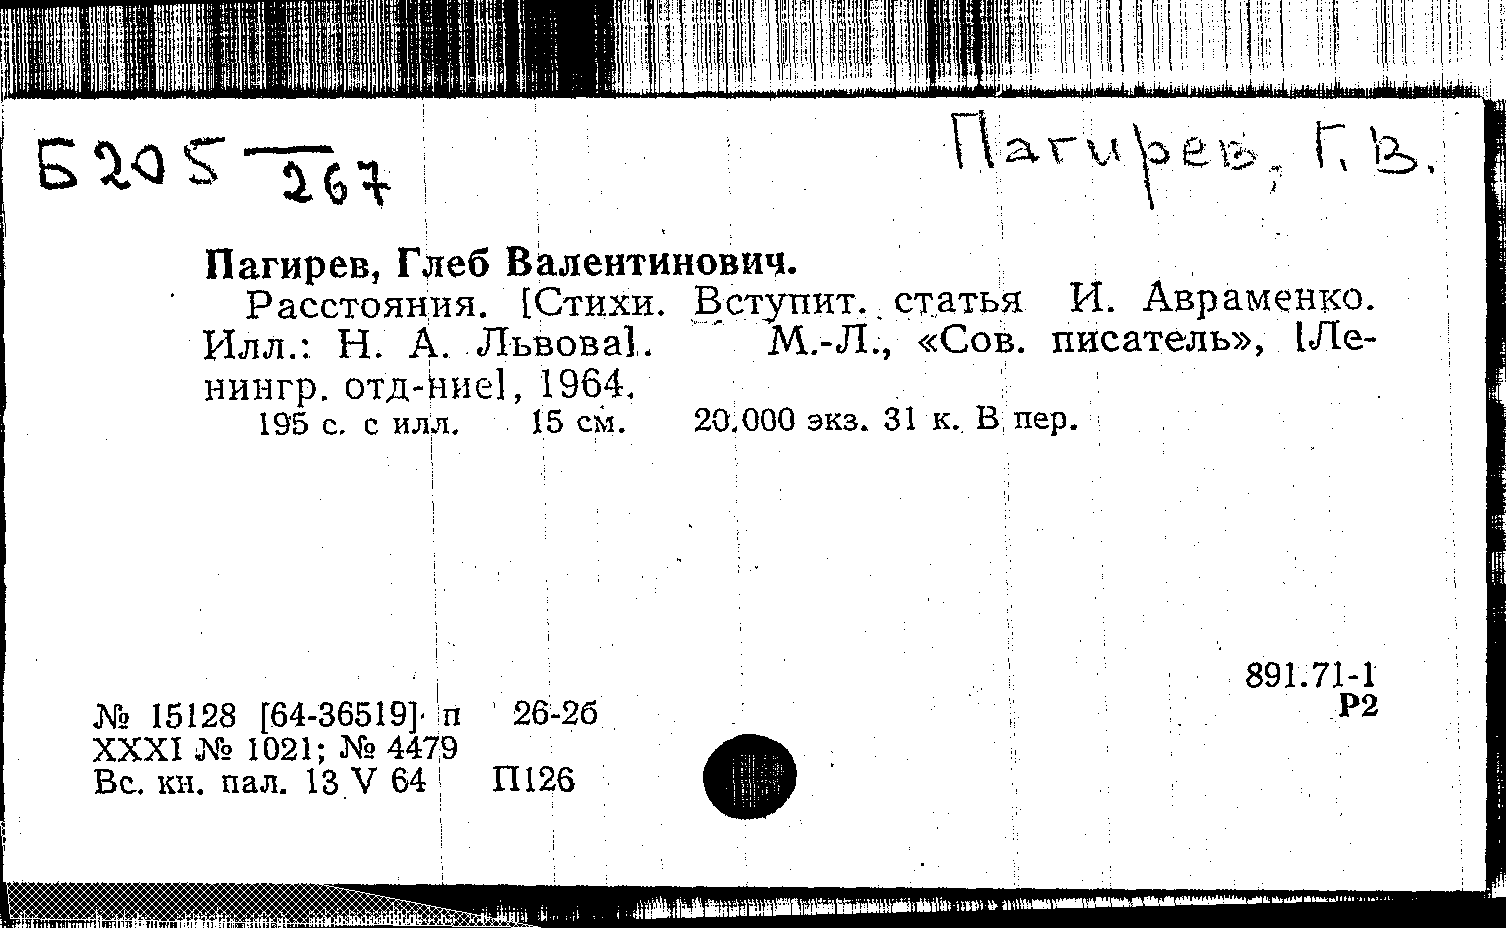 Б205 267
Пагирев, Г. В.
Пагирев, Глеб Валентинович.
Расстояния. [Стихи. Вступит. статья И. Авраменко.
Илл.: Н. А. Львова]. М.-Л., «Сов. писатель», [Ле-
нингр. отд-ние], 1964.
195 с. с илл. 15 см. 20.000 экз. 31 к. В пер.
891.71-1
Р2
№ 15128 [64-36519] п 26-2б
XXXI № 1021; № 4479
Вс. кн. пал. 13 V 64 П126